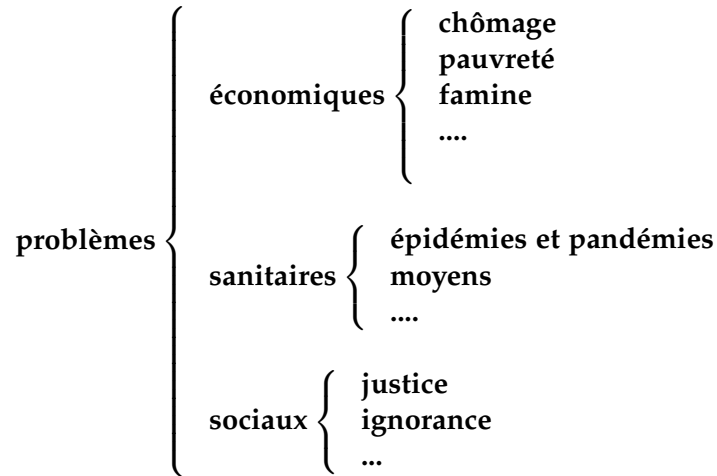 chômage
pauvreté
économiques famine
....
problèmes
épidémies et pandémies
sanitaires moyens
....
justice
sociaux ignorance
...